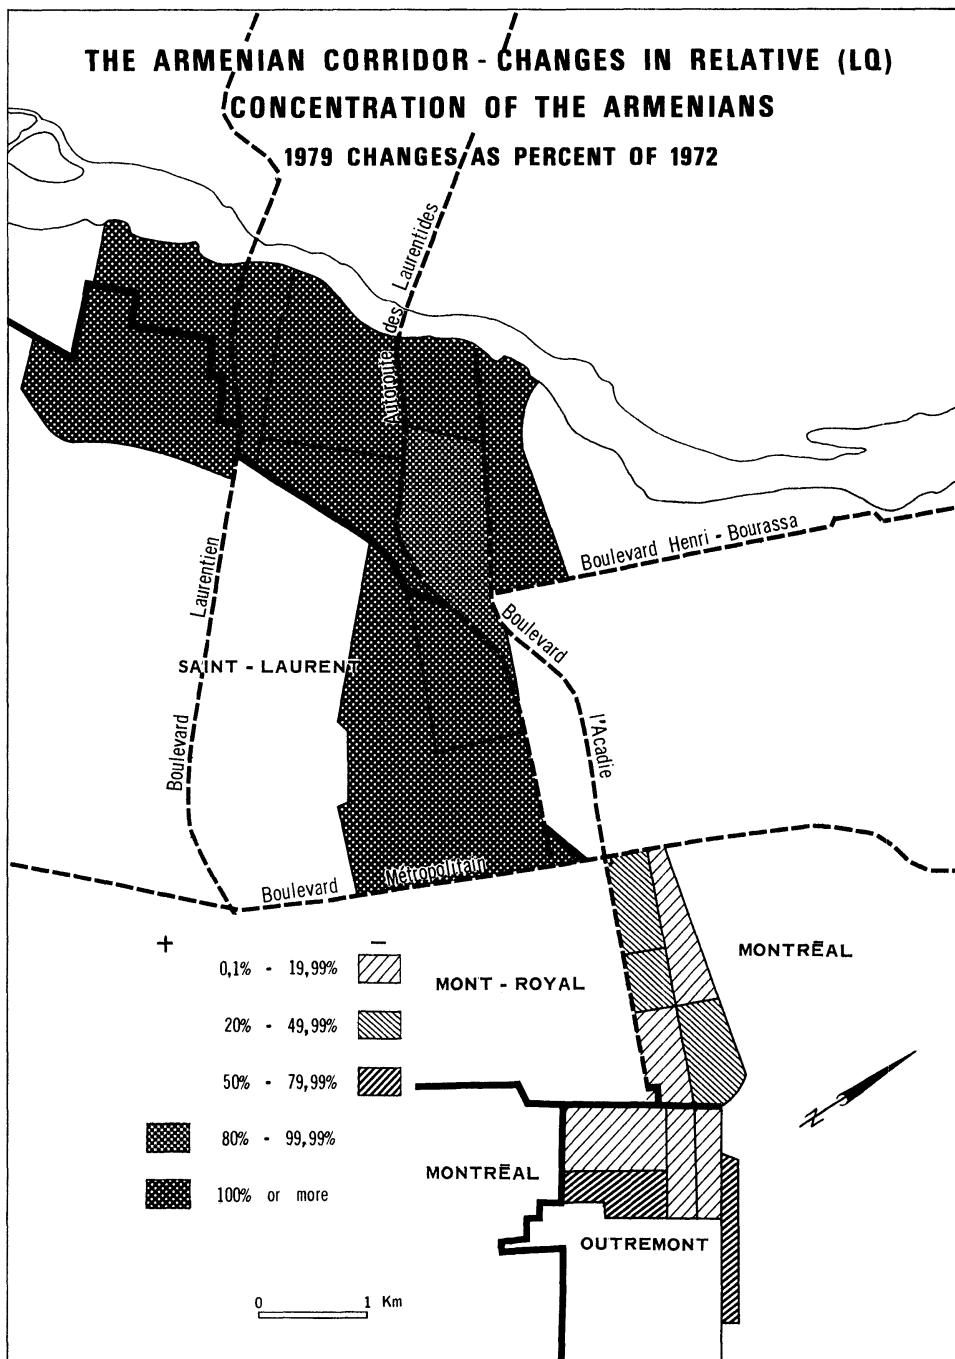 THE ARMENIAN CORRIDOR - CHANGES IN RELATIVE (LQ)
CONCENTRATION OF THE ARMENIANS
1979 CHANGES AS PERCENT OF 1972
Autoroute des Laurentides
Boulevard Henri - Bourassa
Boulevard Laurentien
SAINT - LAURENT
Boulevard l'Acadie
Boulevard Métropolitain
+ −
0,1% - 19,99%
20% - 49,99%
50% - 79,99%
80% - 99,99%
100% or more
MONT - ROYAL
MONTRĒAL
N
MONTRĒAL
OUTREMONT
0 1 Km